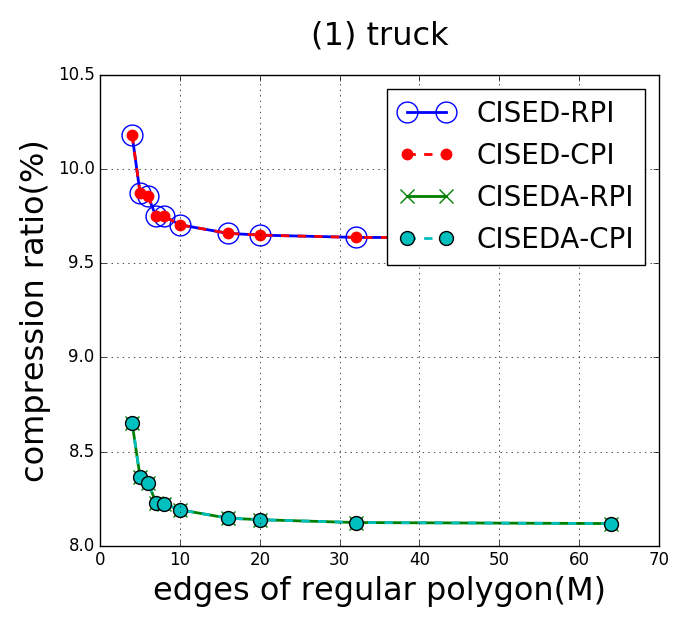 (1) truck
10.5
10.0
9.5
9.0
8.5
8.0
compression ratio(%)
CISED-RPI
CISED-CPI
CISEDA-RPI
CISEDA-CPI
0 10 20 30 40 50 60 70
edges of regular polygon(M)